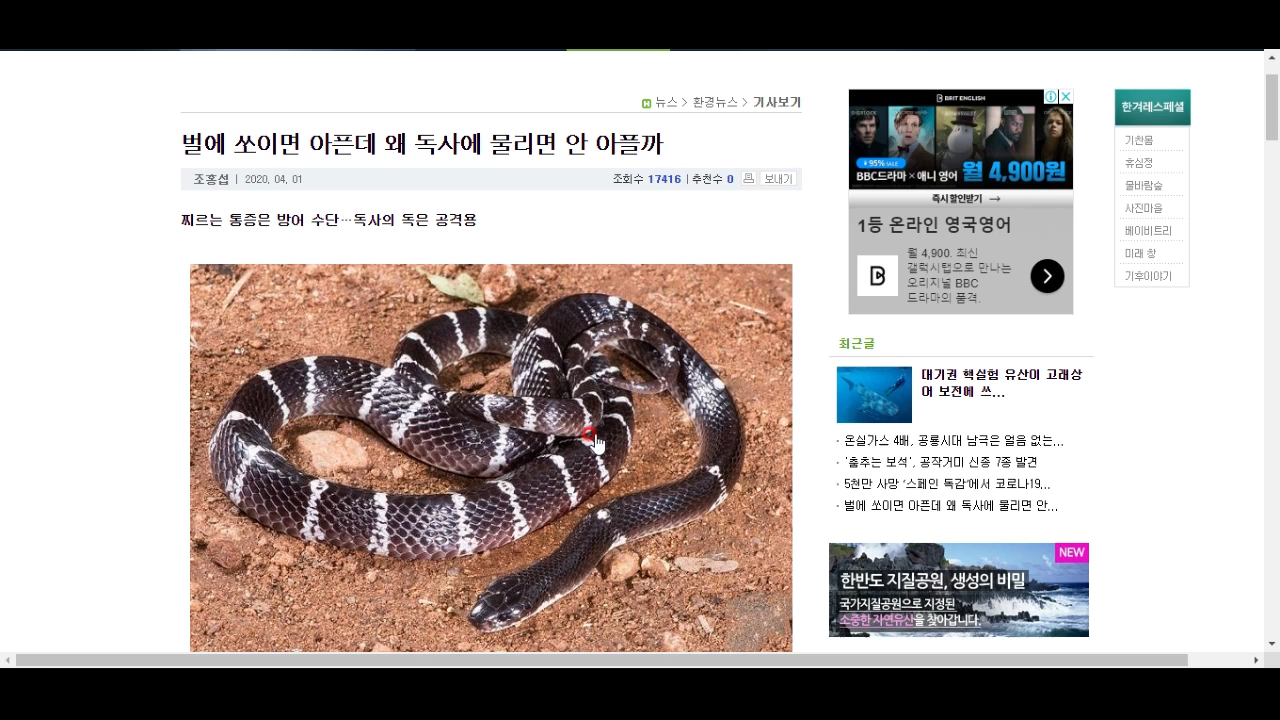 뉴스 > 환경뉴스 > 기사보기
벌에 쏘이면 아픈데 왜 독사에 물리면 안 아플까
조홍섭 | 2020. 04. 01
조회수 17416 | 추천수 0 보내기
찌르는 통증은 방어 수단…독사의 독은 공격용
BRIT ENGLISH
95% SALE
BBC드라마 × 애니 영어 월 4,900원
즉시 할인받기 →
1등 온라인 영국영어
월 4,900. 최신
갤럭시탭으로 만나는
오리지널 BBC
드라마의 품격.
한겨레스페셜
기찬몸
휴심정
물바람숲
사진마을
베이비트리
미래 창
기후이야기
최근글
대기권 핵실험 유산이 고래상
어 보전에 쓰...
온실가스 4배, 공룡시대 남극은 얼음 없는...
'춤추는 보석', 공작거미 신종 7종 발견
5천만 사망 '스페인 독감'에서 코로나19...
벌에 쏘이면 아픈데 왜 독사에 물리면 안...
NEW
한반도 지질공원, 생성의 비밀
국가지질공원으로 지정된
소중한 자연유산을 찾아갑니다.